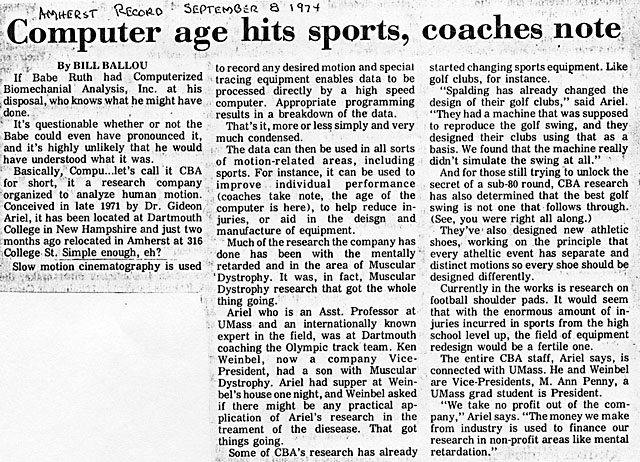 AMHERST RECORD: SEPTEMBER 8 1974
Computer age hits sports, coaches note
By BILL BALLOU
If Babe Ruth had Computerized
Biomechanial Analysis, Inc. at his
disposal, who knows what he might have
done.
It's questionable whether or not the
Babe could even have pronounced it,
and it's highly unlikely that he would
have understood what it was.
Basically, Compu...let's call it CBA
for short, it a research company
organized to analyze human motion.
Conceived in late 1971 by Dr. Gideon
Ariel, it has been located at Dartmouth
College in New Hampshire and just two
months ago relocated in Amherst at 316
College St. Simple enough, eh?
Slow motion cinematography is used
to record any desired motion and special
tracing equipment enables data to be
processed directly by a high speed
computer. Appropriate programming
results in a breakdown of the data.
That's it, more or less simply and very
much condensed.
The data can then be used in all sorts
of motion-related areas, including
sports. For instance, it can be used to
improve individual performance
(coaches take note, the age of the
computer is here), to help reduce in-
juries, or aid in the deisgn and
manufacture of equipment.
Much of the research the company has
done has been with the mentally
retarded and in the area of Muscular
Dystrophy. It was, in fact, Muscular
Dystrophy research that got the whole
thing going.
Ariel who is an Asst. Professor at
UMass and an internationally known
expert in the field, was at Dartmouth
coaching the Olympic track team. Ken
Weinbel, now a company Vice-
President, had a son with Muscular
Dystrophy. Ariel had supper at Wein-
bel's house one night, and Weinbel asked
if there might be any practical ap-
plication of Ariel's research in the
treament of the diesease. That got
things going.
Some of CBA's research has already
started changing sports equipment. Like
golf clubs, for instance.
"Spalding has already changed the
design of their golf clubs," said Ariel.
"They had a machine that was supposed
to reproduce the golf swing, and they
designed their clubs using that as a
basis. We found that the machine really
didn't simulate the swing at all."
And for those still trying to unlock the
secret of a sub-80 round, CBA research
has also determined that the best golf
swing is not one that follows through.
(See, you were right all along.)
They've also designed new athletic
shoes, working on the principle that
every atheltic event has separate and
distinct motions so every shoe should be
designed differently.
Currently in the works is research on
football shoulder pads. It would seem
that with the enormous amount of in-
juries incurred in sports from the high
school level up, the field of equipment
redesign would be a fertile one.
The entire CBA staff, Ariel says, is
connected with UMass. He and Weinbel
are Vice-Presidents, M. Ann Penny, a
UMass grad student is President.
"We take no profit out of the com-
pany," Ariel says. "The money we make
from industry is used to finance our
research in non-profit areas like mental
retardation."